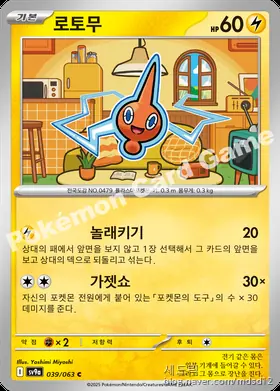 기본
로토무
HP 60
전국도감 NO.0479 플라스마포켓몬 키: 0.3 m 몸무게: 0.3 kg
놀래키기 20
상대의 패에서 앞면을 보지 않고 1장 선택해서 그 카드의 앞면을
보고 상대의 덱으로 되돌리고 섞는다.
가젯쇼 30×
자신의 포켓몬 전원에게 붙어 있는 「포켓몬의 도구」의 수 × 30
데미지를 준다.
약점 ×2 저항력 후퇴
Illus. Yoshimi Miyoshi
sv9a 039/063 C
©2025 Pokémon/Nintendo/Creatures/GAME FREAK
Pokémon Card Game